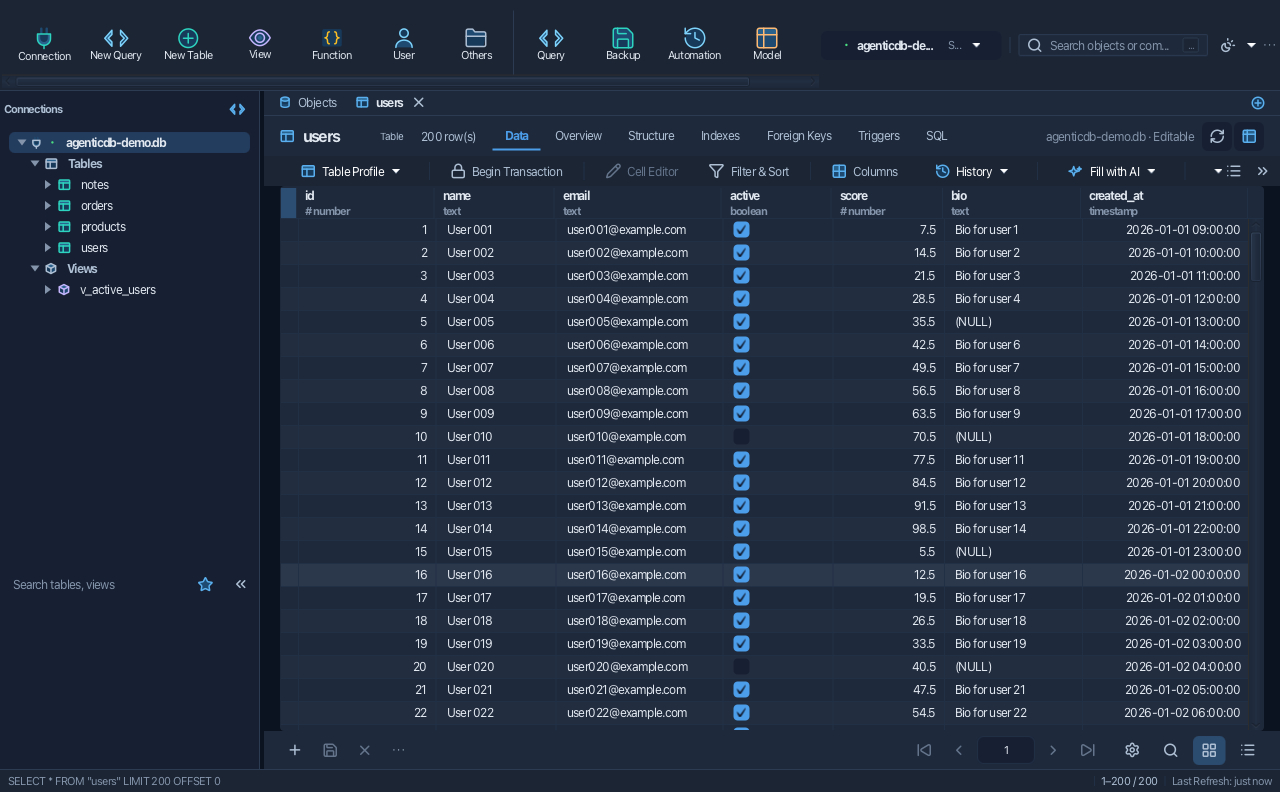 Connection New Query New Table View Function User Others Query Backup Automation Model agenticdb-de... S... Search objects or com... ...
Connections
Objects users
users Table 200 row(s) Data Overview Structure Indexes Foreign Keys Triggers SQL agenticdb-demo.db · Editable
Table Profile Begin Transaction Cell Editor Filter & Sort Columns History Fill with AI
agenticdb-demo.db
Tables
notes
orders
products
users
Views
v_active_users
Search tables, views
id name email active score bio created_at
# number text text boolean # number text timestamp
1 User 001 user001@example.com 7.5 Bio for user 1 2026-01-01 09:00:00
2 User 002 user002@example.com 14.5 Bio for user 2 2026-01-01 10:00:00
3 User 003 user003@example.com 21.5 Bio for user 3 2026-01-01 11:00:00
4 User 004 user004@example.com 28.5 Bio for user 4 2026-01-01 12:00:00
5 User 005 user005@example.com 35.5 (NULL) 2026-01-01 13:00:00
6 User 006 user006@example.com 42.5 Bio for user 6 2026-01-01 14:00:00
7 User 007 user007@example.com 49.5 Bio for user 7 2026-01-01 15:00:00
8 User 008 user008@example.com 56.5 Bio for user 8 2026-01-01 16:00:00
9 User 009 user009@example.com 63.5 Bio for user 9 2026-01-01 17:00:00
10 User 010 user010@example.com 70.5 (NULL) 2026-01-01 18:00:00
11 User 011 user011@example.com 77.5 Bio for user 11 2026-01-01 19:00:00
12 User 012 user012@example.com 84.5 Bio for user 12 2026-01-01 20:00:00
13 User 013 user013@example.com 91.5 Bio for user 13 2026-01-01 21:00:00
14 User 014 user014@example.com 98.5 Bio for user 14 2026-01-01 22:00:00
15 User 015 user015@example.com 5.5 (NULL) 2026-01-01 23:00:00
16 User 016 user016@example.com 12.5 Bio for user 16 2026-01-02 00:00:00
17 User 017 user017@example.com 19.5 Bio for user 17 2026-01-02 01:00:00
18 User 018 user018@example.com 26.5 Bio for user 18 2026-01-02 02:00:00
19 User 019 user019@example.com 33.5 Bio for user 19 2026-01-02 03:00:00
20 User 020 user020@example.com 40.5 (NULL) 2026-01-02 04:00:00
21 User 021 user021@example.com 47.5 Bio for user 21 2026-01-02 05:00:00
22 User 022 user022@example.com 54.5 Bio for user 22 2026-01-02 06:00:00
1
SELECT * FROM "users" LIMIT 200 OFFSET 0 1–200 / 200 Last Refresh: just now